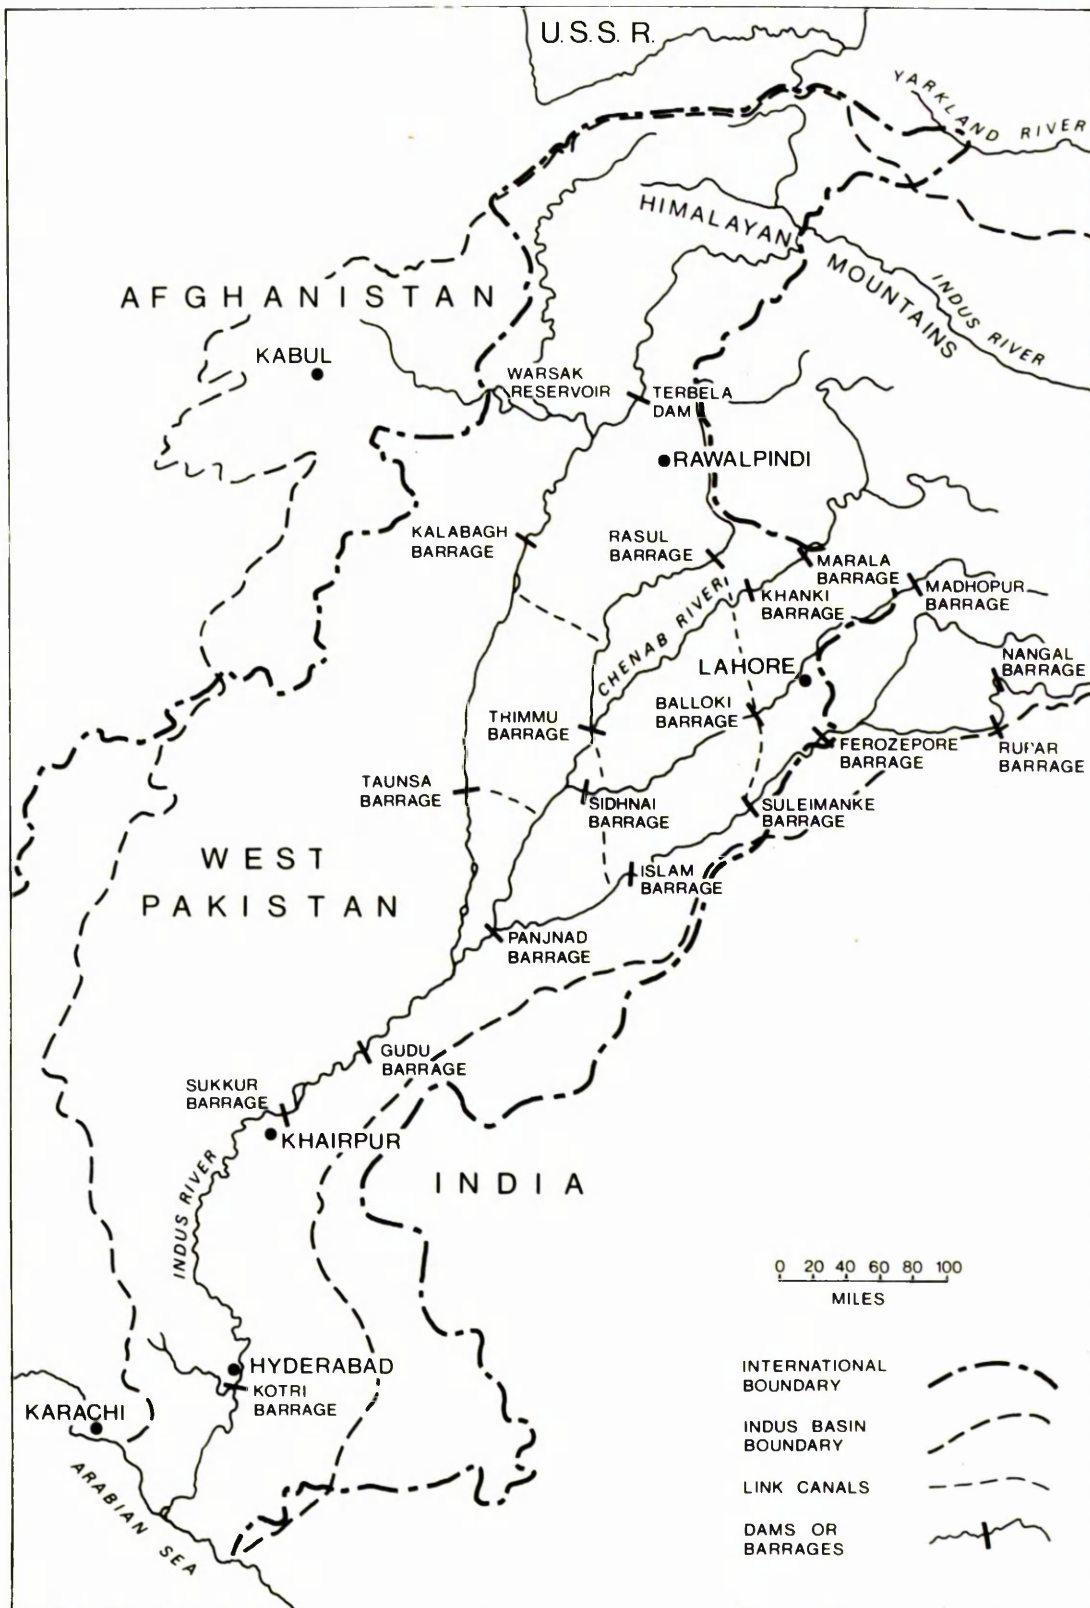 U.S.S.R.
YARKLAND RIVER
HIMALAYAN
MOUNTAINS
INDUS RIVER
AFGHANISTAN
KABUL
WARSAK
RESERVOIR
TERBELA
DAM
RAWALPINDI
KALABAGH
BARRAGE
RASUL
BARRAGE
MARALA
BARRAGE
KHANKI
BARRAGE
MADHOPUR
BARRAGE
CHENAB RIVER
LAHORE
NANGAL
BARRAGE
BALLOKI
BARRAGE
TRIMMU
BARRAGE
FEROZEPORE
BARRAGE
RUPAR
BARRAGE
TAUNSA
BARRAGE
SIDHNAI
BARRAGE
SULEIMANKE
BARRAGE
WEST
PAKISTAN
ISLAM
BARRAGE
PANJNAD
BARRAGE
GUDU
BARRAGE
SUKKUR
BARRAGE
KHAIRPUR
INDIA
INDUS RIVER
0 20 40 60 80 100
MILES
HYDERABAD
KOTRI
BARRAGE
KARACHI
ARABIAN SEA
INTERNATIONAL
BOUNDARY
INDUS BASIN
BOUNDARY
LINK CANALS
DAMS OR
BARRAGES